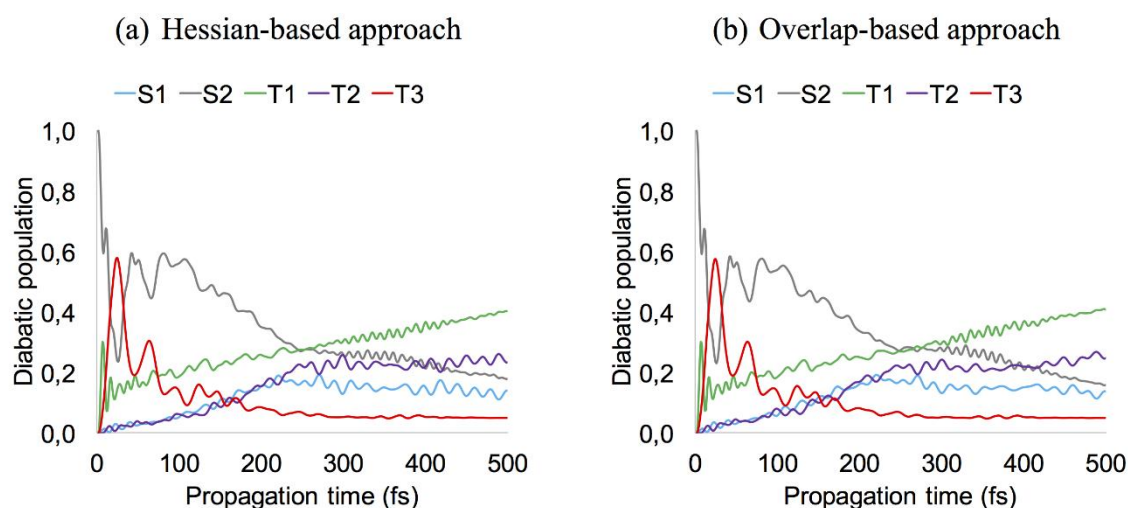 (a) Hessian-based approach
S1 S2 T1 T2 T3
Diabatic population
1,0
0,8
0,6
0,4
0,2
0,0
0 100 200 300 400 500
Propagation time (fs)
(b) Overlap-based approach
S1 S2 T1 T2 T3
Diabatic population
1,0
0,8
0,6
0,4
0,2
0,0
0 100 200 300 400 500
Propagation time (fs)